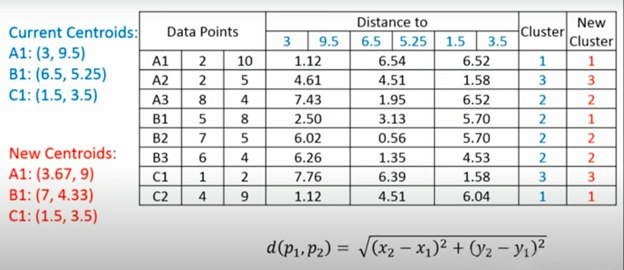 Current Centroids:
A1: (3, 9.5)
B1: (6.5, 5.25)
C1: (1.5, 3.5)
New Centroids:
A1: (3.67, 9)
B1: (7, 4.33)
C1: (1.5, 3.5)
Data Points Distance to Cluster New Cluster
3 9.5 6.5 5.25 1.5 3.5
A1 2 10 1.12 6.54 6.52 1 1
A2 2 5 4.61 4.51 1.58 3 3
A3 8 4 7.43 1.95 6.52 2 2
B1 5 8 2.50 3.13 5.70 2 1
B2 7 5 6.02 0.56 5.70 2 2
B3 6 4 6.26 1.35 4.53 2 2
C1 1 2 7.76 6.39 1.58 3 3
C2 4 9 1.12 4.51 6.04 1 1
d(p₁,p₂) = √(x₂ − x₁)² + (y₂ − y₁)²